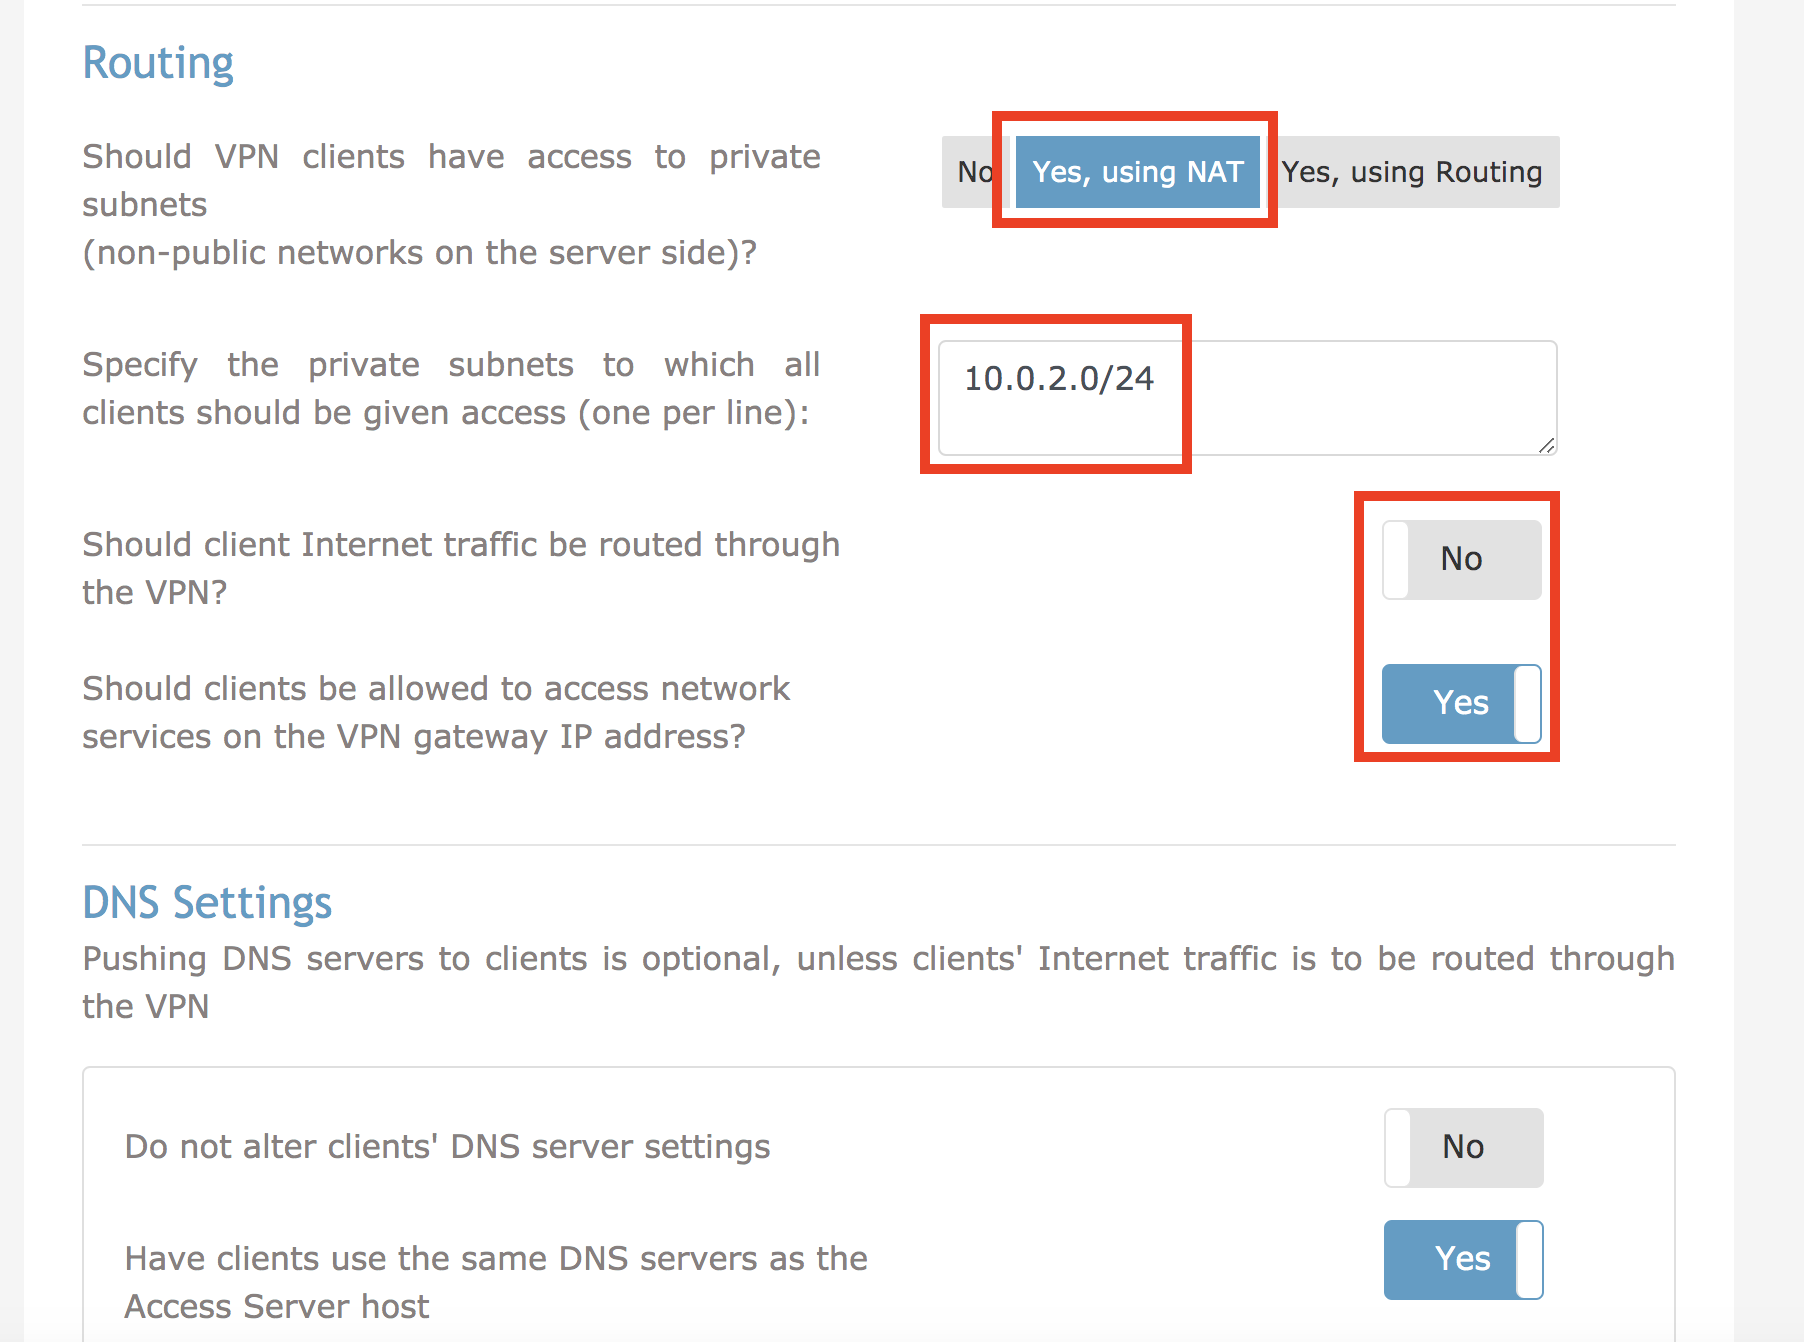 Routing
Should VPN clients have access to private
subnets
(non-public networks on the server side)?
No Yes, using NAT Yes, using Routing
Specify the private subnets to which all
clients should be given access (one per line):
10.0.2.0/24
Should client Internet traffic be routed through
the VPN?
No
Should clients be allowed to access network
services on the VPN gateway IP address?
Yes
DNS Settings
Pushing DNS servers to clients is optional, unless clients' Internet traffic is to be routed through
the VPN
Do not alter clients' DNS server settings
No
Have clients use the same DNS servers as the
Access Server host
Yes